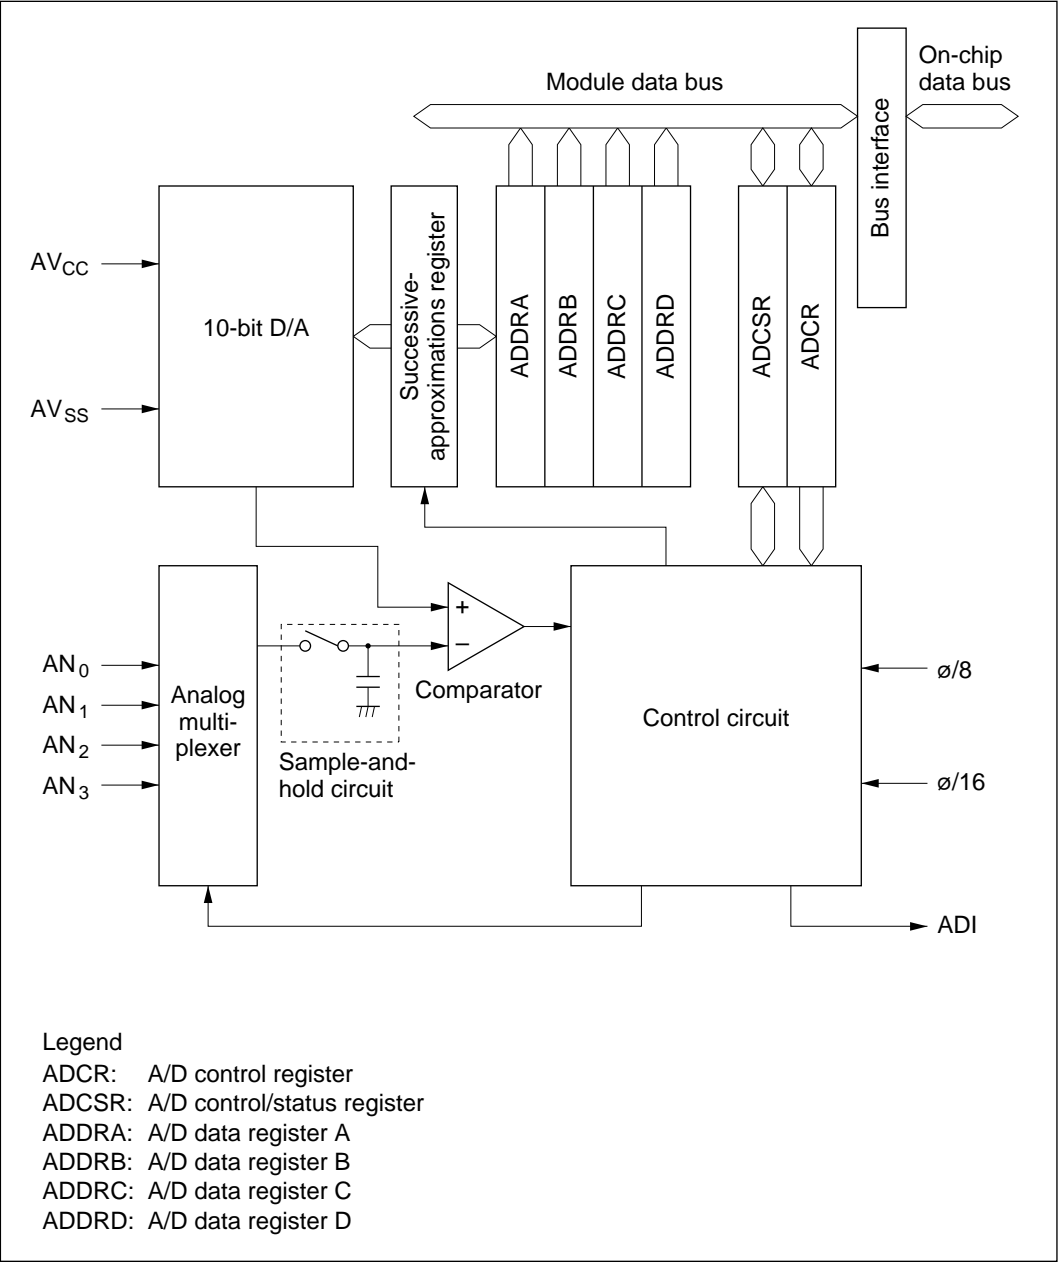 On-chip
data bus
Module data bus
Bus interface
AVCC
AVSS
10-bit D/A
Successive-
approximations register
ADDRA
ADDRB
ADDRC
ADDRD
ADCSR
ADCR
+
−
Comparator
AN0
AN1
AN2
AN3
Analog
multi-
plexer
Sample-and-
hold circuit
Control circuit
ø/8
ø/16
ADI
Legend
ADCR: A/D control register
ADCSR: A/D control/status register
ADDRA: A/D data register A
ADDRB: A/D data register B
ADDRC: A/D data register C
ADDRD: A/D data register D